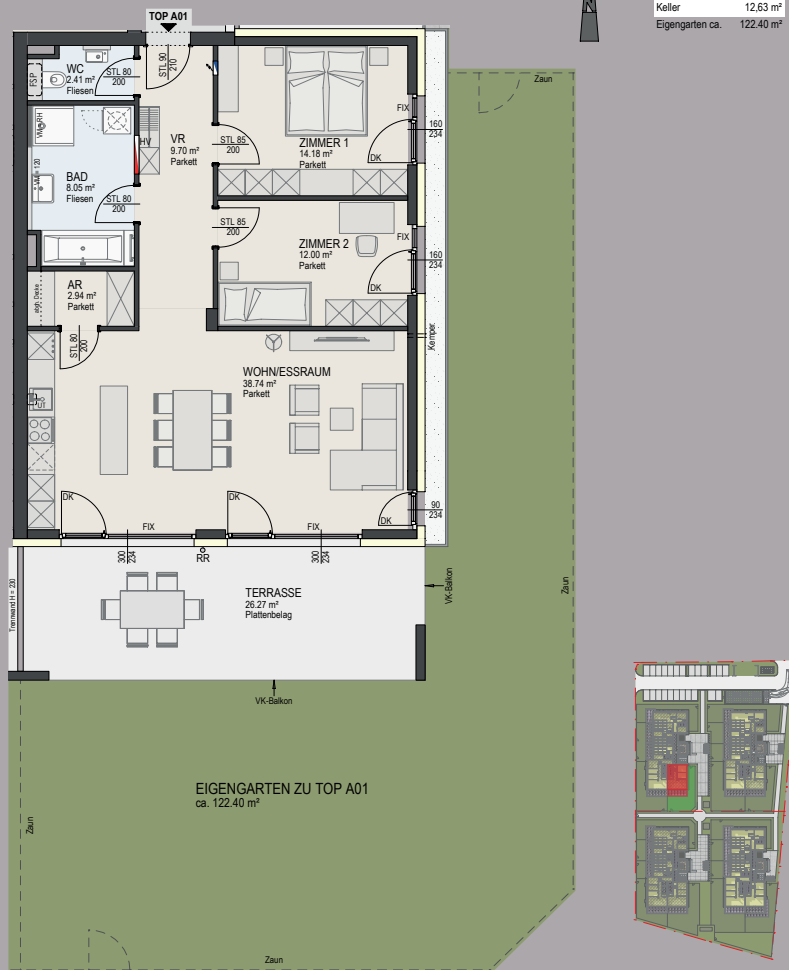 TOP A01
N
Keller 12,63 m²
Eigengarten ca. 122.40 m²
Zaun
FSP
WC
2.41 m²
Fliesen
STL 80
200
STL 90
210
VM=RH
HV
VR
9.70 m²
Parkett
STL 85
200
ZIMMER 1
14.18 m²
Parkett
FIX
160
234
DK
BAD
8.05 m²
Fliesen
STL 80
200
STL 85
200
ZIMMER 2
12.00 m²
Parkett
FIX
160
234
DK
AR
2.94 m²
Parkett
abgh. Decke
STL 80
200
Kemper
WOHN/ESSRAUM
38.74 m²
Parkett
DK
FIX
DK
FIX
DK
90
234
300
234
RR
300
234
Trennwand H = 230
TERRASSE
26.27 m²
Plattenbelag
VK-Balkon
Zaun
VK-Balkon
EIGENGARTEN ZU TOP A01
ca. 122.40 m²
Zaun
Zaun